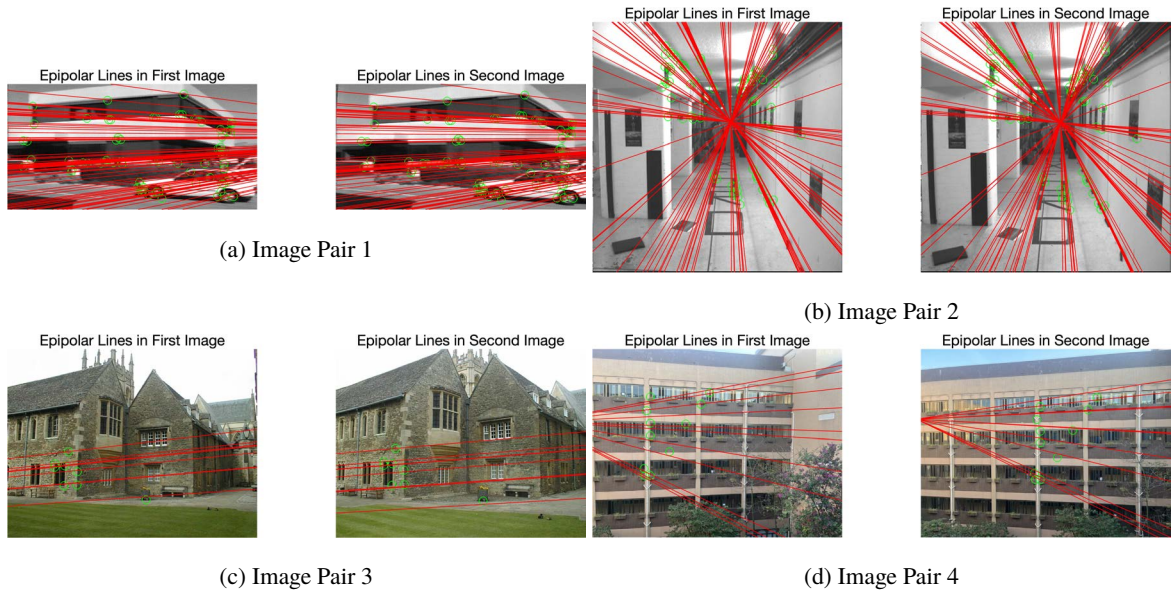 Epipolar Lines in First Image
Epipolar Lines in Second Image
(a) Image Pair 1
Epipolar Lines in First Image
Epipolar Lines in Second Image
(b) Image Pair 2
Epipolar Lines in First Image
Epipolar Lines in Second Image
(c) Image Pair 3
Epipolar Lines in First Image
Epipolar Lines in Second Image
(d) Image Pair 4